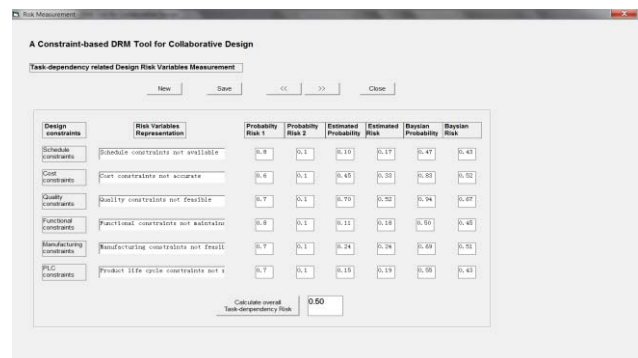 Risk Measurement
A Constraint-based DRM Tool for Collaborative Design
Task-dependency related Design Risk Variables Measurement
New Save << >> Close
Design constraints Risk Variables Representation Probabilty Risk 1 Probabilty Risk 2 Estimated Probability Estimated Risk Baysian Probability Baysian Risk
Schedule constraints Schedule constraints not available 0.8 0.1 0.10 0.17 0.47 0.43
Cost constraints Cost constraints not accurate 0.6 0.1 0.45 0.33 0.83 0.52
Quality constraints Quality constraints not feasible 0.7 0.1 0.70 0.52 0.94 0.67
Functional constraints Functional constraints not maintaine 0.8 0.1 0.11 0.18 0.50 0.45
Manufacturing constraints Manufacturing constraints not feasib 0.7 0.1 0.24 0.24 0.69 0.51
PLC constraints Product life cycle constraints not 0.7 0.1 0.15 0.19 0.55 0.43
Calculate overall
Task-denpendency Risk 0.50